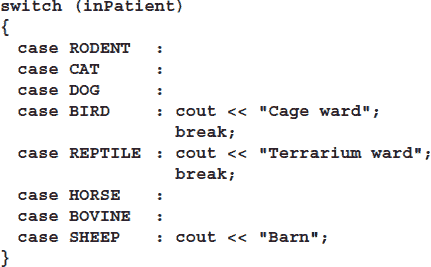 switch (inPatient)
{
  case RODENT   :
  case CAT      :
  case DOG      :
  case BIRD     : cout << "Cage ward";
                  break;
  case REPTILE  : cout << "Terrarium ward";
                  break;
  case HORSE    :
  case BOVINE   :
  case SHEEP    : cout << "Barn";
}